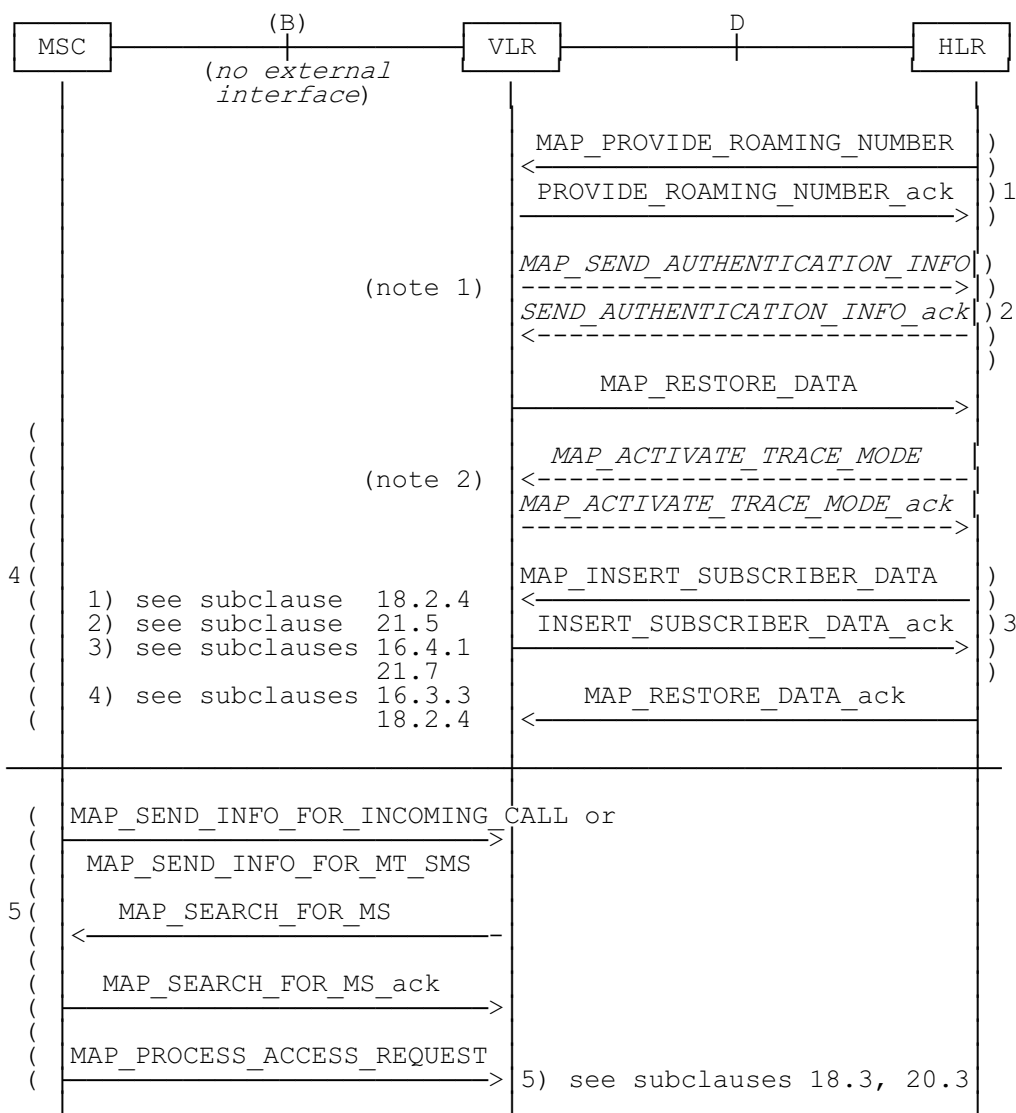 (B) D
MSC VLR HLR
(no external
interface)
MAP_PROVIDE_ROAMING_NUMBER )
)
PROVIDE_ROAMING_NUMBER_ack )1
)
MAP_SEND_AUTHENTICATION_INFO )
(note 1) )
SEND_AUTHENTICATION_INFO_ack )2
)
)
MAP_RESTORE_DATA
(
( MAP_ACTIVATE_TRACE_MODE
( (note 2)
( MAP_ACTIVATE_TRACE_MODE_ack
(
(
4( MAP_INSERT_SUBSCRIBER_DATA )
( 1) see subclause 18.2.4 )
( 2) see subclause 21.5 INSERT_SUBSCRIBER_DATA_ack )3
( 3) see subclauses 16.4.1 )
( 21.7 )
( 4) see subclauses 16.3.3 MAP_RESTORE_DATA_ack
( 18.2.4
( MAP_SEND_INFO_FOR_INCOMING_CALL or
(
( MAP_SEND_INFO_FOR_MT_SMS
(
5( MAP_SEARCH_FOR_MS
(
(
( MAP_SEARCH_FOR_MS_ack
(
(
( MAP_PROCESS_ACCESS_REQUEST
( 5) see subclauses 18.3, 20.3